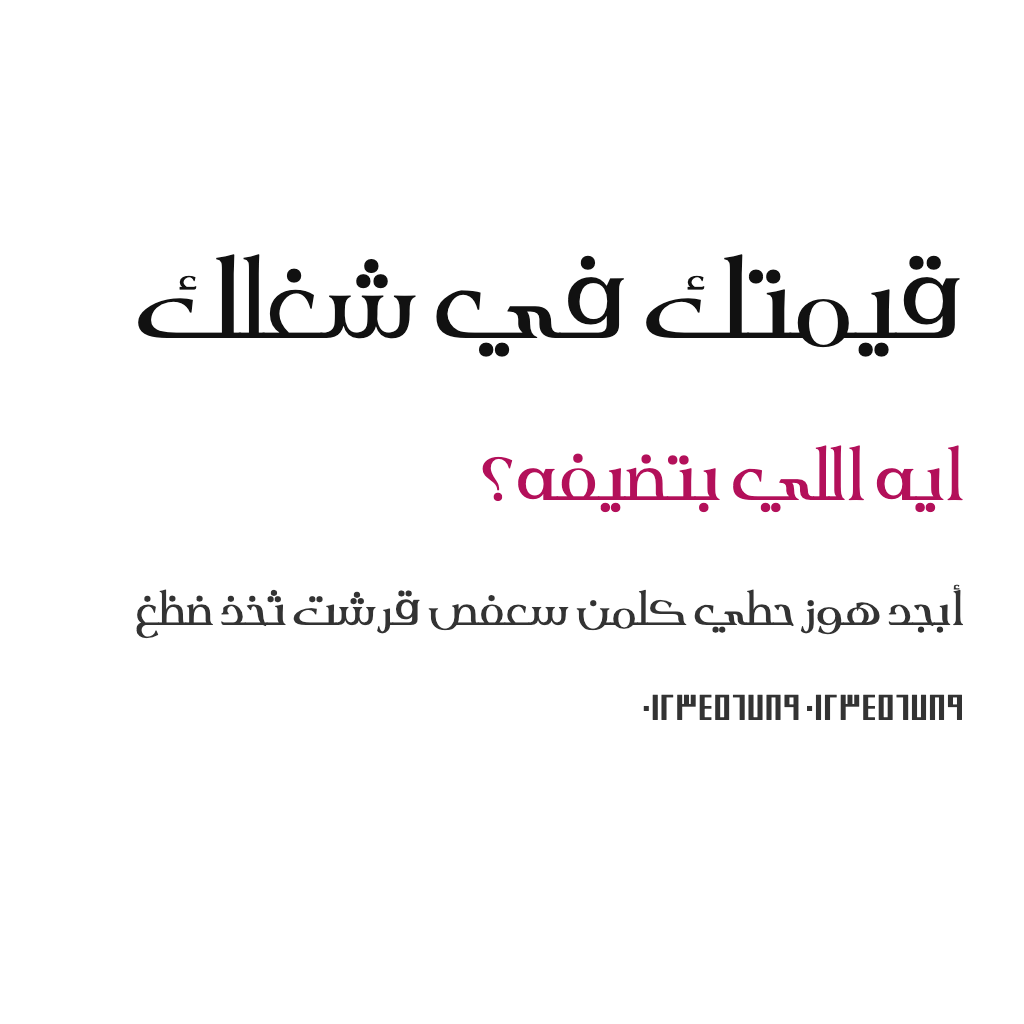 قيمتك في شغلك
ايه اللي بتضيفه؟
أبجد هوز حطي كلمن سعفص قرشت ثخذ ضظغ
٠١٢٣٤٥٦٧٨٩ ٠١٢٣٤٥٦٧٨٩